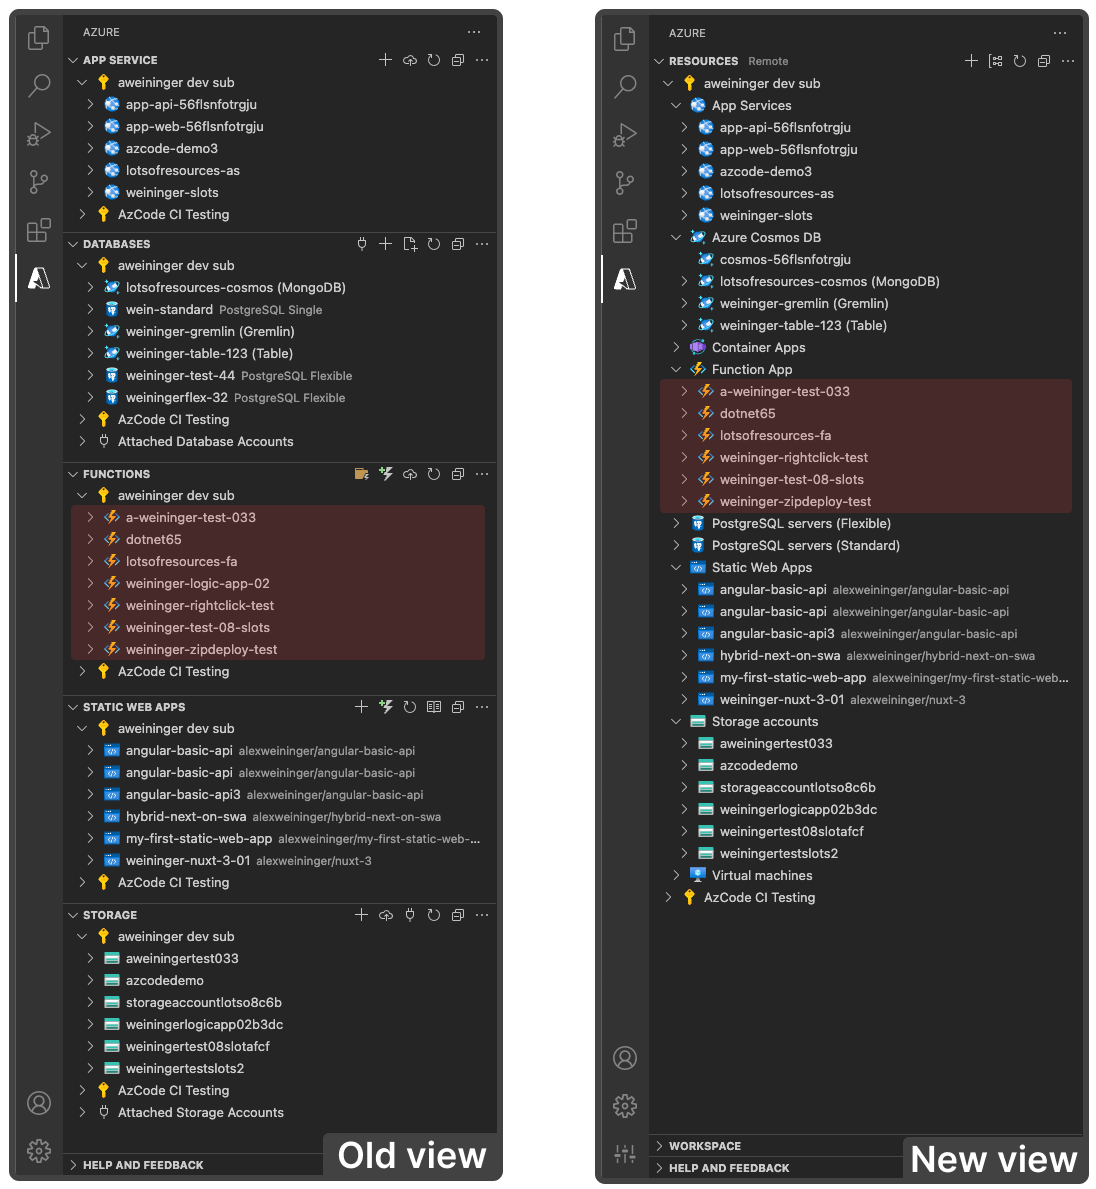 AZURE
APP SERVICE
aweininger dev sub
app-api-56flsnfotrgju
app-web-56flsnfotrgju
azcode-demo3
lotsofresources-as
weininger-slots
AzCode CI Testing
DATABASES
aweininger dev sub
lotsofresources-cosmos (MongoDB)
wein-standard PostgreSQL Single
weininger-gremlin (Gremlin)
weininger-table-123 (Table)
weininger-test-44 PostgreSQL Flexible
weiningerflex-32 PostgreSQL Flexible
AzCode CI Testing
Attached Database Accounts
FUNCTIONS
aweininger dev sub
a-weininger-test-033
dotnet65
lotsofresources-fa
weininger-logic-app-02
weininger-rightclick-test
weininger-test-08-slots
weininger-zipdeploy-test
AzCode CI Testing
STATIC WEB APPS
aweininger dev sub
angular-basic-api alexweininger/angular-basic-api
angular-basic-api alexweininger/angular-basic-api
angular-basic-api3 alexweininger/angular-basic-api
hybrid-next-on-swa alexweininger/hybrid-next-on-swa
my-first-static-web-app alexweininger/my-first-static-web-...
weininger-nuxt-3-01 alexweininger/nuxt-3
AzCode CI Testing
STORAGE
aweininger dev sub
aweiningertest033
azcodedemo
storageaccountlotso8c6b
weiningerlogicapp02b3dc
weiningertest08slotafcf
weiningertestslots2
AzCode CI Testing
Attached Storage Accounts
HELP AND FEEDBACK
Old view
AZURE
RESOURCES Remote
aweininger dev sub
App Services
app-api-56flsnfotrgju
app-web-56flsnfotrgju
azcode-demo3
lotsofresources-as
weininger-slots
Azure Cosmos DB
cosmos-56flsnfotrgju
lotsofresources-cosmos (MongoDB)
weininger-gremlin (Gremlin)
weininger-table-123 (Table)
Container Apps
Function App
a-weininger-test-033
dotnet65
lotsofresources-fa
weininger-rightclick-test
weininger-test-08-slots
weininger-zipdeploy-test
PostgreSQL servers (Flexible)
PostgreSQL servers (Standard)
Static Web Apps
angular-basic-api alexweininger/angular-basic-api
angular-basic-api alexweininger/angular-basic-api
angular-basic-api3 alexweininger/angular-basic-api
hybrid-next-on-swa alexweininger/hybrid-next-on-swa
my-first-static-web-app alexweininger/my-first-static-web...
weininger-nuxt-3-01 alexweininger/nuxt-3
Storage accounts
aweiningertest033
azcodedemo
storageaccountlotso8c6b
weiningerlogicapp02b3dc
weiningertest08slotafcf
weiningertestslots2
Virtual machines
AzCode CI Testing
WORKSPACE
HELP AND FEEDBACK
New view